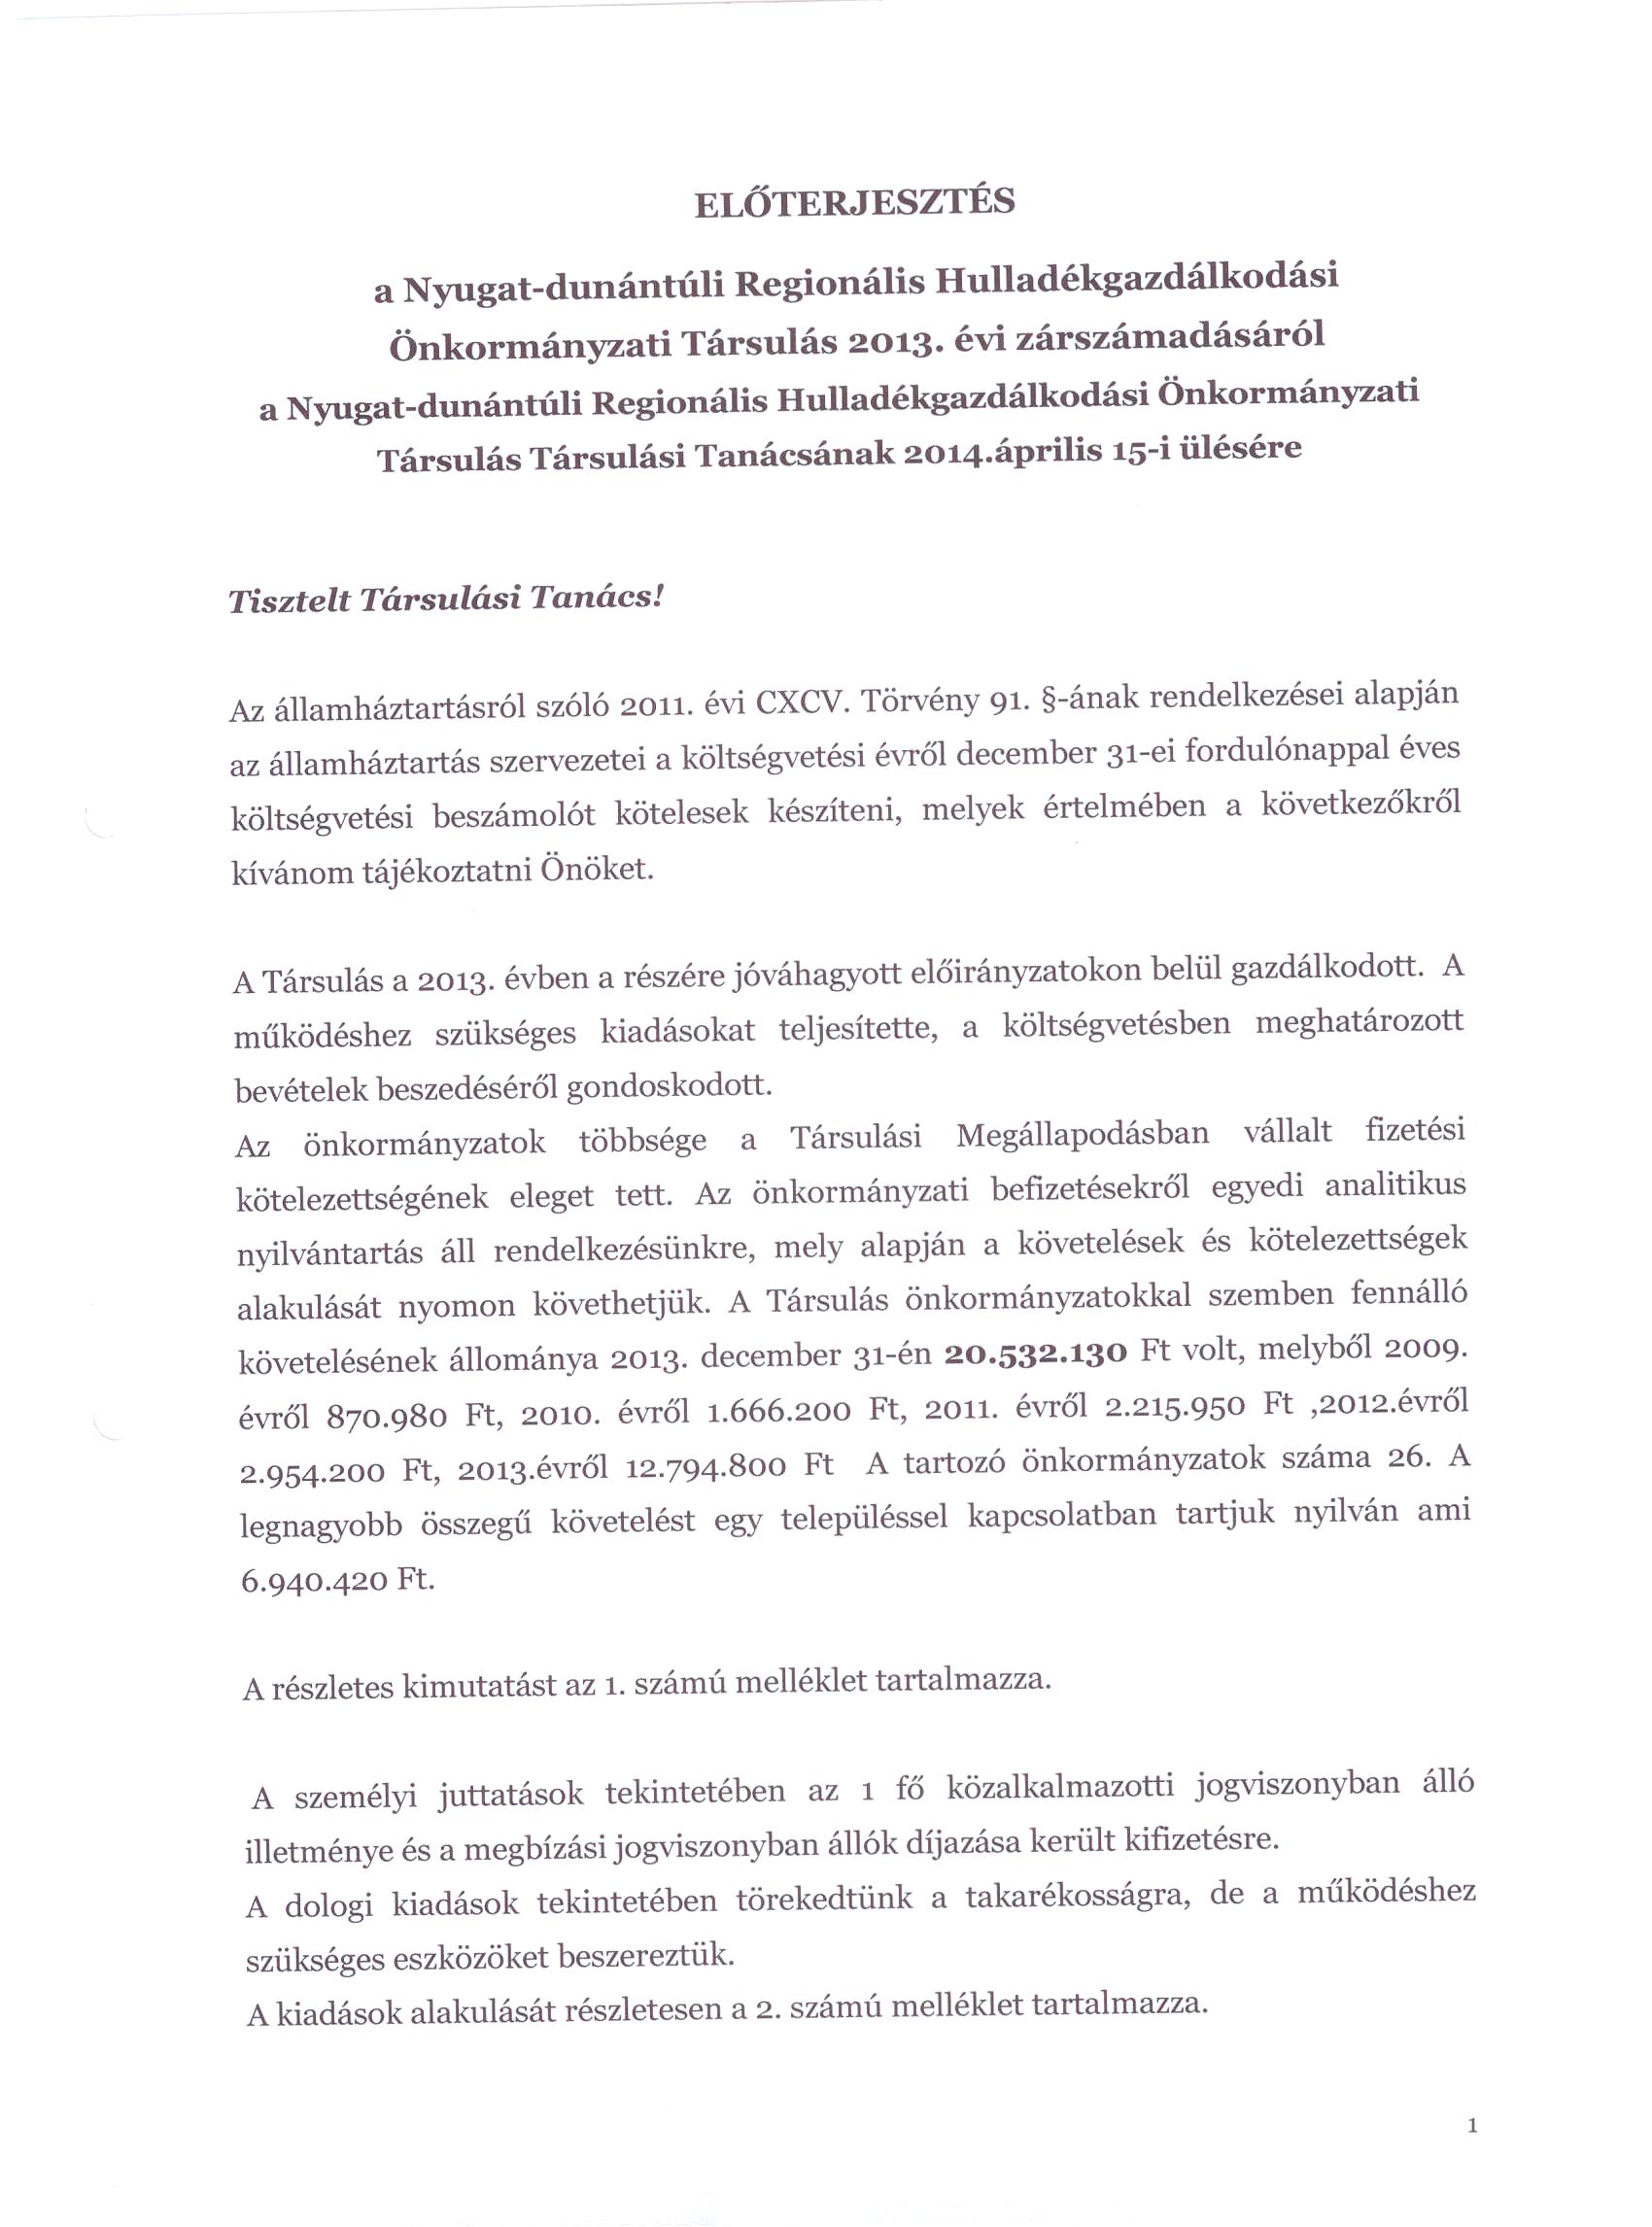 ELŐTERJESZTÉS
a Nyugat-dunántúli Regionális Hulladékgazdálkodási
Önkormányzati Társulás 2013. évi zárszámadásáról
a Nyugat-dunántúli Regionális Hulladékgazdálkodási Önkormányzati
Társulás Társulási Tanácsának 2014.április 15-i ülésére
Tisztelt Társulási Tanács!
Az államháztartásról szóló 2011. évi CXCV. Törvény 91. §-ának rendelkezései alapján
az államháztartás szervezetei a költségvetési évről december 31-ei fordulónappal éves
költségvetési beszámolót kötelesek készíteni, melyek értelmében a következőkről
kívánom tájékoztatni Önöket.
A Társulás a 2013. évben a részére jóváhagyott előirányzatokon belül gazdálkodott. A
működéshez szükséges kiadásokat teljesítette, a költségvetésben meghatározott
bevételek beszedéséről gondoskodott.
Az önkormányzatok többsége a Társulási Megállapodásban vállalt fizetési
kötelezettségének eleget tett. Az önkormányzati befizetésekről egyedi analitikus
nyilvántartás áll rendelkezésünkre, mely alapján a követelések és kötelezettségek
alakulását nyomon követhetjük. A Társulás önkormányzatokkal szemben fennálló
követelésének állománya 2013. december 31-én 20.532.130 Ft volt, melyből 2009.
évről 870.980 Ft, 2010. évről 1.666.200 Ft, 2011. évről 2.215.950 Ft ,2012.évről
2.954.200 Ft, 2013.évről 12.794.800 Ft A tartozó önkormányzatok száma 26. A
legnagyobb összegű követelést egy településsel kapcsolatban tartjuk nyilván ami
6.940.420 Ft.
A részletes kimutatást az 1. számú melléklet tartalmazza.
A személyi juttatások tekintetében az 1 fő közalkalmazotti jogviszonyban álló
illetménye és a megbízási jogviszonyban állók díjazása került kifizetésre.
A dologi kiadások tekintetében törekedtünk a takarékosságra, de a működéshez
szükséges eszközöket beszereztük.
A kiadások alakulását részletesen a 2. számú melléklet tartalmazza.
1